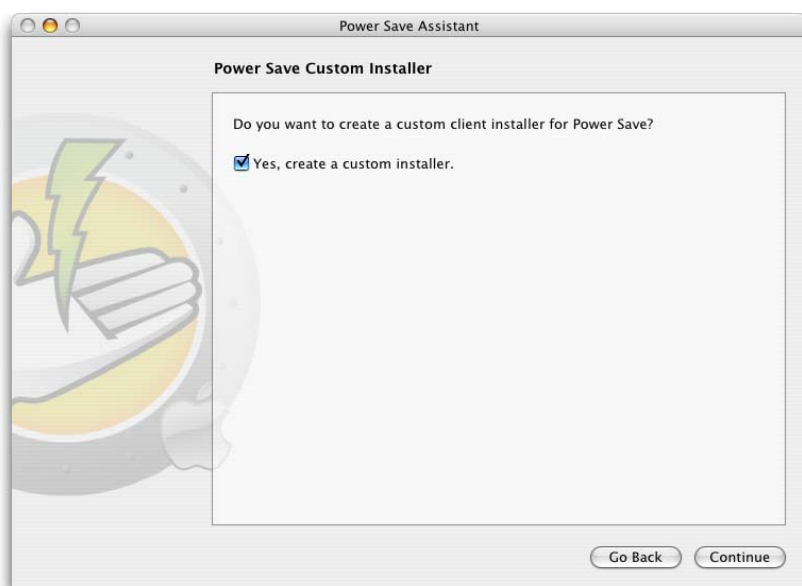 Power Save Assistant
Power Save Custom Installer
Do you want to create a custom client installer for Power Save?
Yes, create a custom installer.
Go Back
Continue